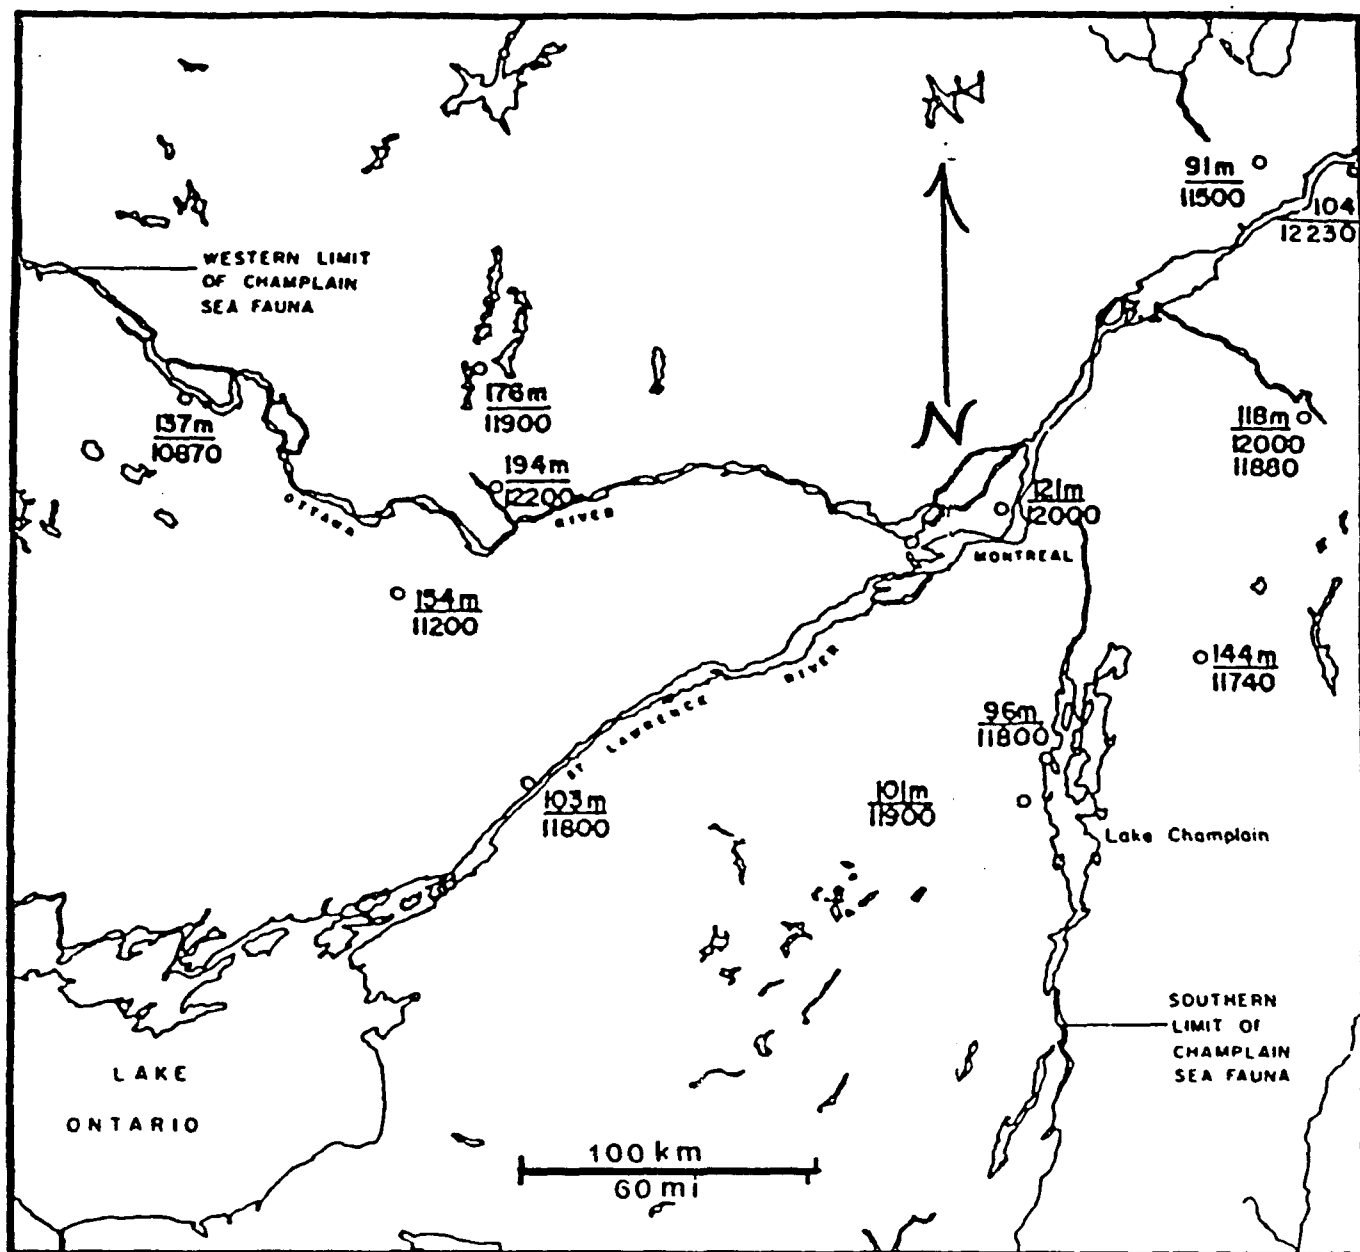 91m
11500
104
12230
WESTERN LIMIT
OF CHAMPLAIN
SEA FAUNA
137m
10870
176m
11900
118m
12000
11880
N
194m
12200
OTTAWA RIVER
121m
12000
MONTREAL
154m
11200
144m
11740
ST LAWRENCE RIVER
96m
11800
103m
11800
101m
11900
Lake Champlain
SOUTHERN
LIMIT OF
CHAMPLAIN
SEA FAUNA
LAKE
ONTARIO
100 km
60 mi